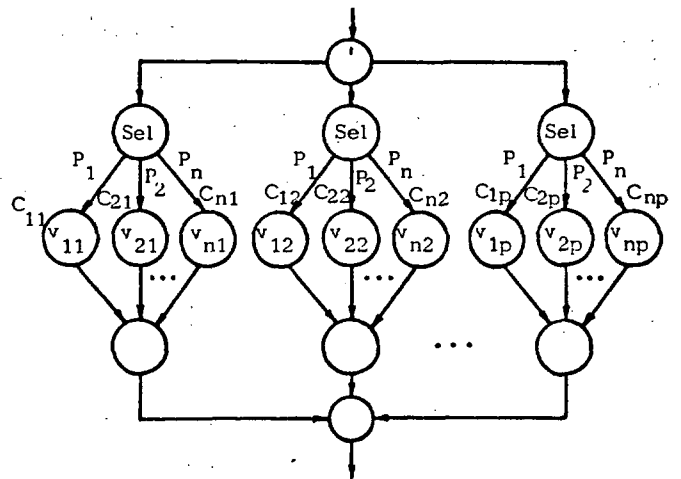 Sel Sel Sel
P1 P2 Pn P1 P2 Pn P1 P2 Pn
C11 C21 Cn1 C12 C22 Cn2 C1p C2p Cnp
v11 v21 vn1 v12 v22 vn2 v1p v2p vnp
... ... ...
...